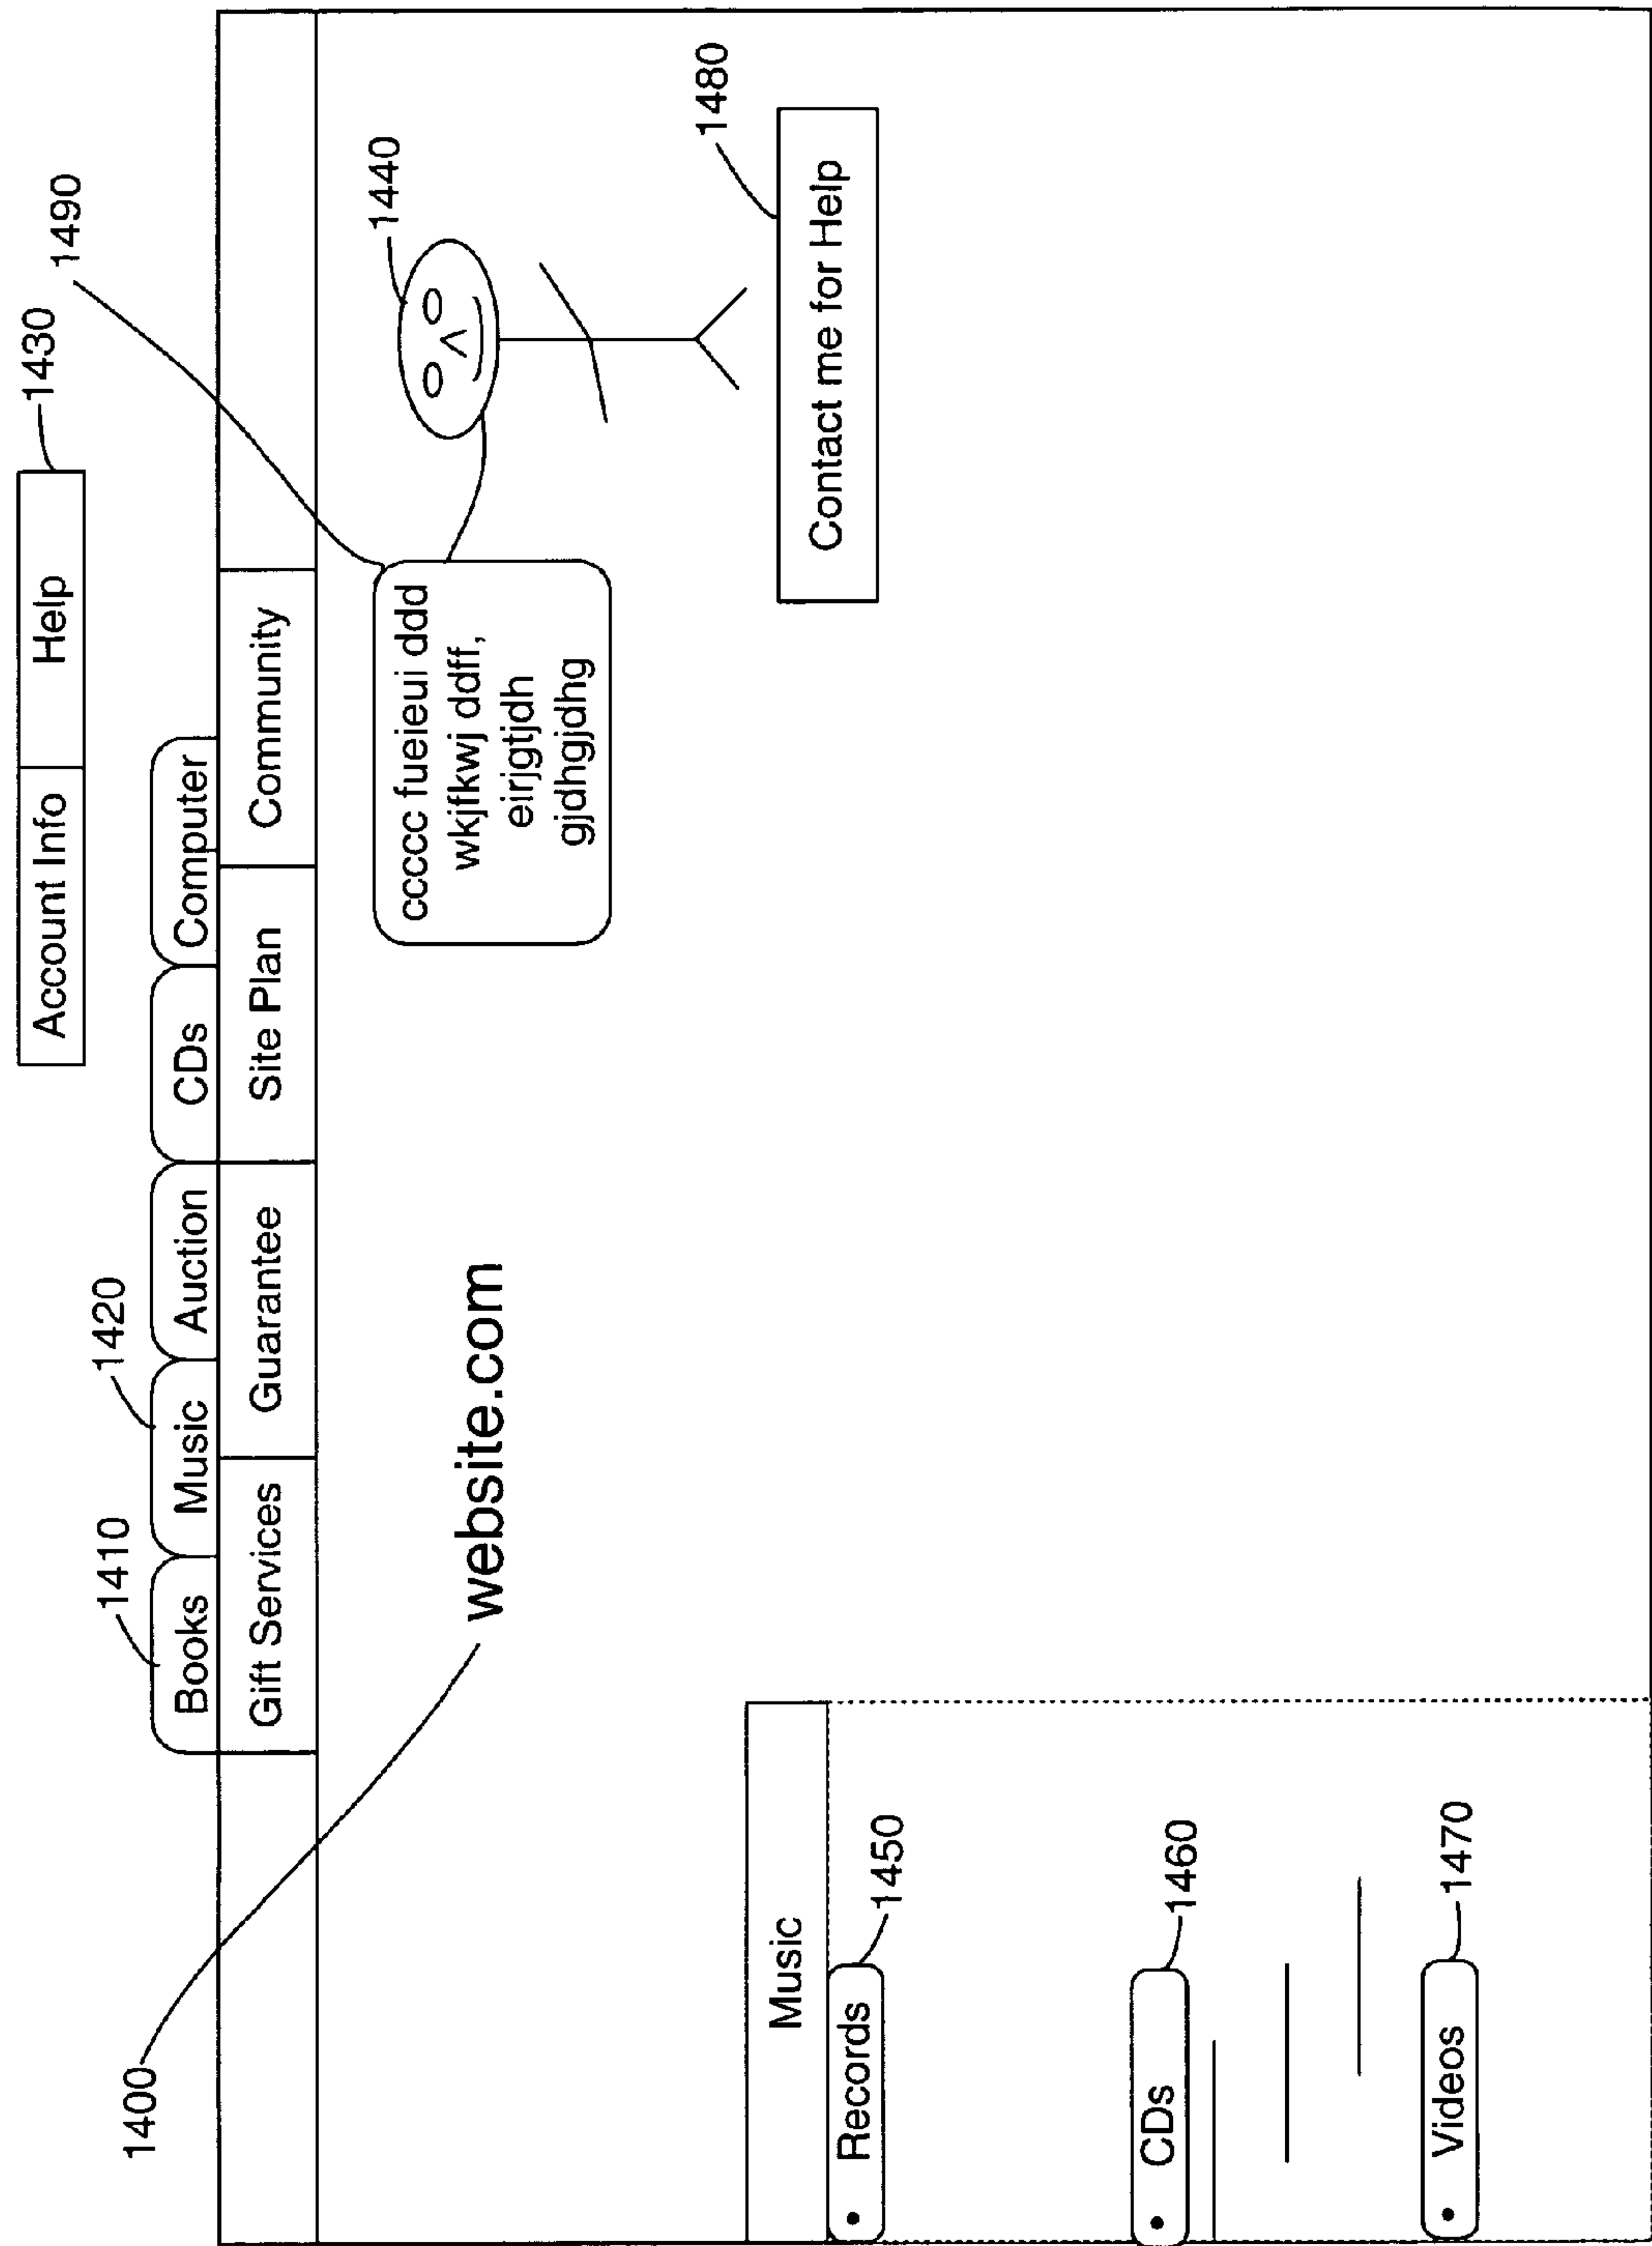 Account Info Help 1430
1490
1410 1420
Books Music Auction CDs Computer
Gift Services Guarantee Site Plan Community
1400
website.com
ccccc fueieui ddd
wkjfkwj ddff,
eirjgtjdh
gjdhgjdhg
1440
1480
Contact me for Help
Music
• Records
1450
• CDs
1460
• Videos
1470